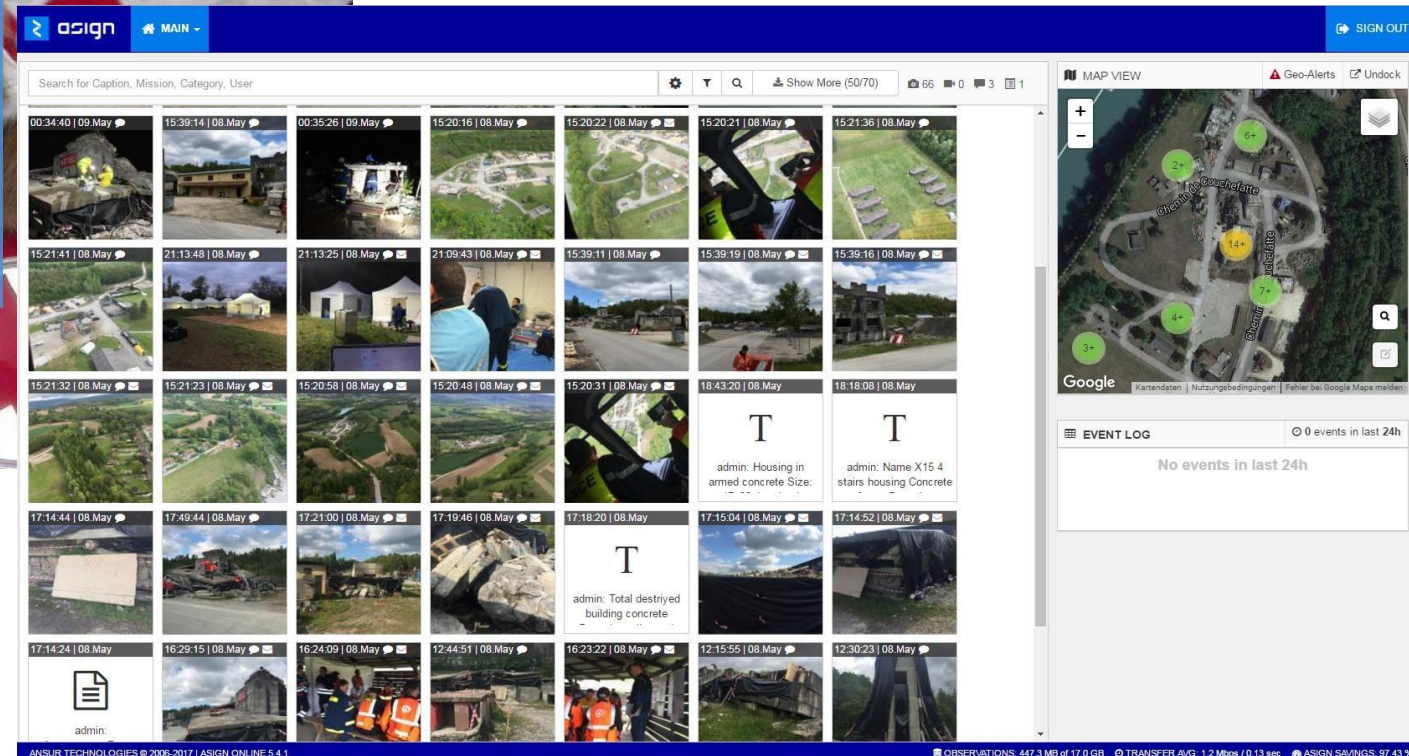 asign MAIN SIGN OUT
Search for Caption, Mission, Category, User Show More (50/70) 66 0 3 1
00:34:40 | 09.May 15:39:14 | 08.May 00:35:26 | 09.May 15:20:16 | 08.May 15:20:22 | 08.May 15:20:21 | 08.May 15:21:36 | 08.May
15:21:41 | 08.May 21:13:48 | 08.May 21:13:25 | 08.May 21:09:43 | 08.May 15:39:11 | 08.May 15:39:19 | 08.May 15:39:16 | 08.May
15:21:32 | 08.May 15:21:23 | 08.May 15:20:58 | 08.May 15:20:48 | 08.May 15:20:31 | 08.May 18:43:20 | 08.May 18:18:08 | 08.May
T T
admin: Housing in admin: Name X15 4
armed concrete Size: stairs housing Concrete
17:14:44 | 08.May 17:49:44 | 08.May 17:21:00 | 08.May 17:19:46 | 08.May 17:18:20 | 08.May 17:15:04 | 08.May 17:14:52 | 08.May
T
admin: Total destriyed
building concrete
17:14:24 | 08.May 16:29:15 | 08.May 16:24:09 | 08.May 12:44:51 | 08.May 16:23:22 | 08.May 12:15:55 | 08.May 12:30:23 | 08.May
admin:
MAP VIEW Geo-Alerts Undock
+
−
6+
2+
Chemin de Couchefatte
14+
7+
4+
3+
Google Kartendaten Nutzungsbedingungen Fehler bei Google Maps melden
EVENT LOG 0 events in last 24h
No events in last 24h
ANSUR TECHNOLOGIES © 2006-2017 | ASIGN ONLINE 5.4.1 OBSERVATIONS: 447.3 MB of 17.0 GB TRANSFER AVG: 1.2 Mbps / 0.13 sec ASIGN SAVINGS: 97.43 %